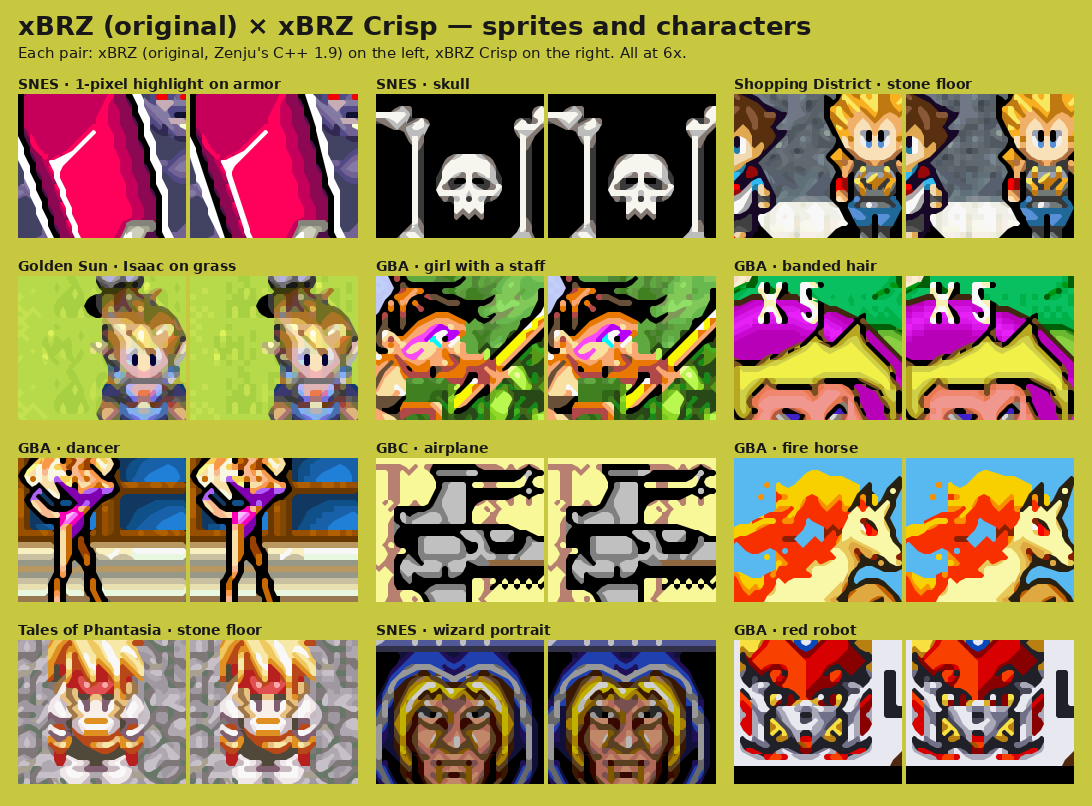 xBRZ (original) × xBRZ Crisp — sprites and characters
Each pair: xBRZ (original, Zenju's C++ 1.9) on the left, xBRZ Crisp on the right. All at 6x.
SNES · 1-pixel highlight on armor
SNES · skull
Shopping District · stone floor
Golden Sun · Isaac on grass
GBA · girl with a staff
GBA · banded hair
X S
X S
GBA · dancer
GBC · airplane
GBA · fire horse
Tales of Phantasia · stone floor
SNES · wizard portrait
GBA · red robot
L
L